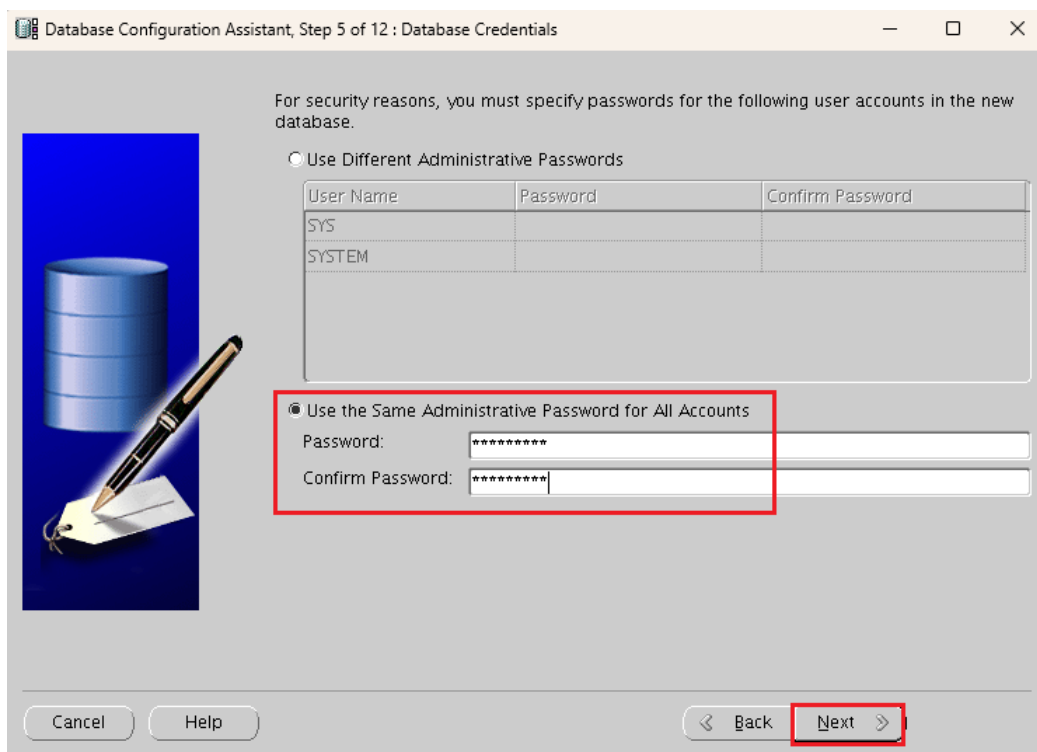 Database Configuration Assistant, Step 5 of 12 : Database Credentials
For security reasons, you must specify passwords for the following user accounts in the new
database.
Use Different Administrative Passwords
User Name Password Confirm Password
SYS
SYSTEM
Use the Same Administrative Password for All Accounts
Password: *********
Confirm Password: *********
Cancel Help Back Next